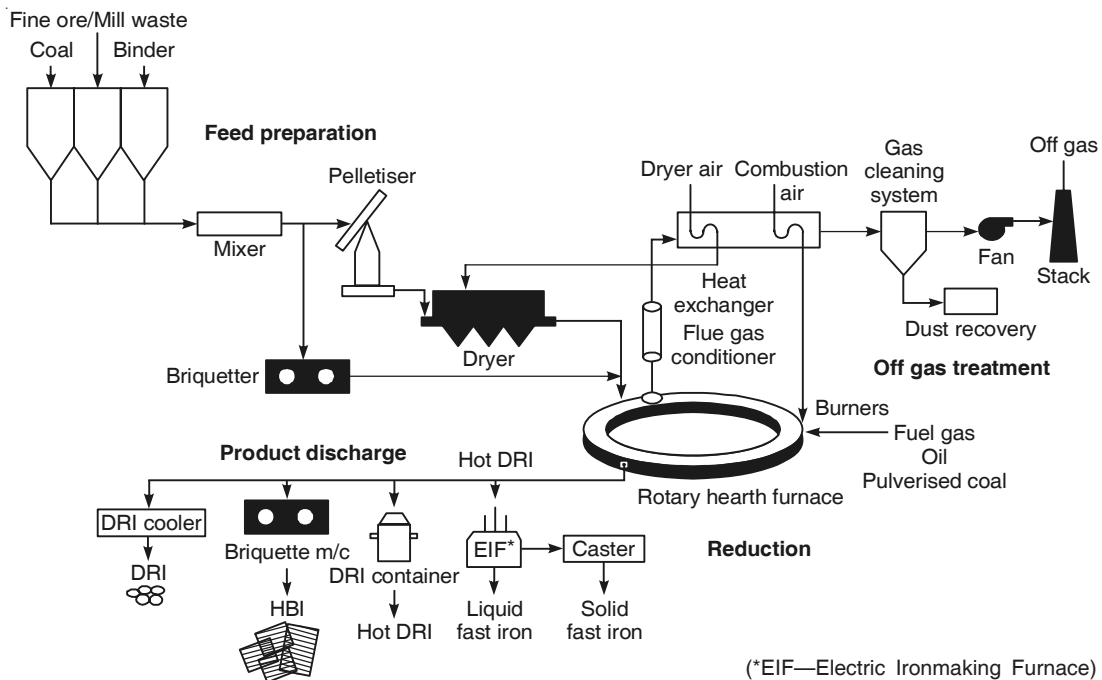 Fine ore/Mill waste
Coal
Binder
Feed preparation
Pelletiser
Mixer
Briquetter
Dryer
Dryer air
Combustion
air
Heat
exchanger
Flue gas
conditioner
Gas
cleaning
system
Off gas
Fan
Stack
Dust recovery
Off gas treatment
Burners
Fuel gas
Oil
Pulverised coal
Rotary hearth furnace
Reduction
Product discharge
Hot DRI
DRI cooler
DRI
Briquette m/c
HBI
DRI container
Hot DRI
EIF*
Liquid
fast iron
Caster
Solid
fast iron
(*EIF—Electric Ironmaking Furnace)